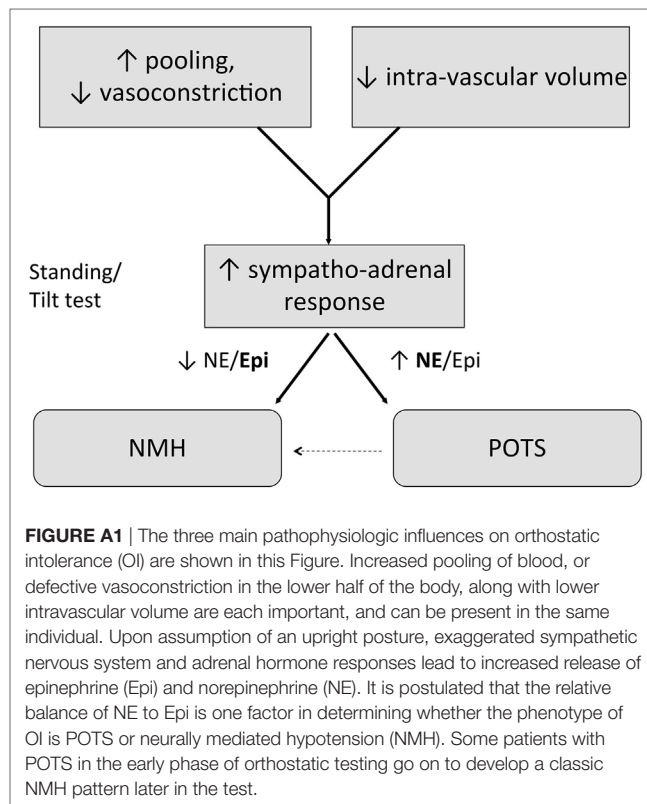 ↑ pooling,
↓ vasoconstriction
↓ intra-vascular volume
Standing/
Tilt test
↑ sympatho-adrenal
response
↓ NE/Epi
↑ NE/Epi
NMH
POTS
FIGURE A1 | The three main pathophysiologic influences on orthostatic
intolerance (OI) are shown in this Figure. Increased pooling of blood, or
defective vasoconstriction in the lower half of the body, along with lower
intravascular volume are each important, and can be present in the same
individual. Upon assumption of an upright posture, exaggerated sympathetic
nervous system and adrenal hormone responses lead to increased release of
epinephrine (Epi) and norepinephrine (NE). It is postulated that the relative
balance of NE to Epi is one factor in determining whether the phenotype of
OI is POTS or neurally mediated hypotension (NMH). Some patients with
POTS in the early phase of orthostatic testing go on to develop a classic
NMH pattern later in the test.